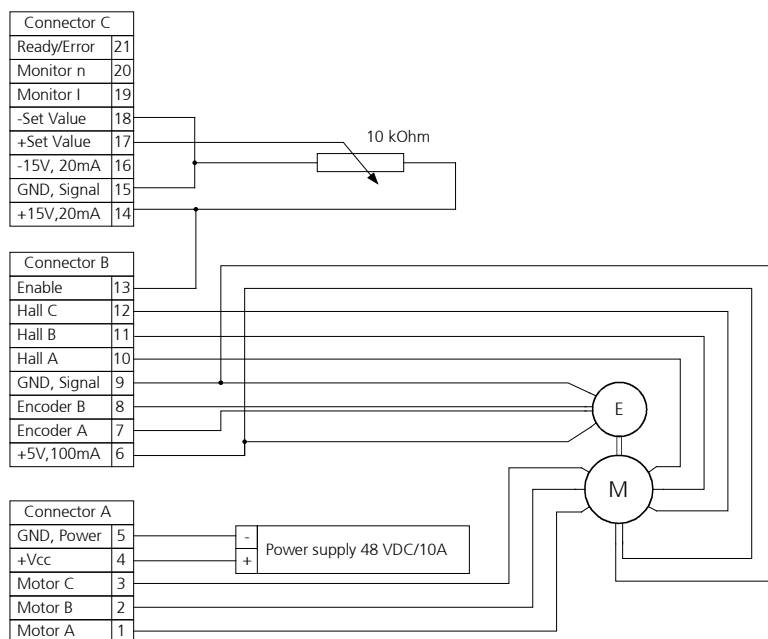 Connector C
Ready/Error 21
Monitor n 20
Monitor I 19
-Set Value 18
+Set Value 17
-15V, 20mA 16
GND, Signal 15
+15V,20mA 14
10 kOhm
Connector B
Enable 13
Hall C 12
Hall B 11
Hall A 10
GND, Signal 9
Encoder B 8
Encoder A 7
+5V,100mA 6
E
M
Connector A
GND, Power 5
+Vcc 4
Motor C 3
Motor B 2
Motor A 1
-
+
Power supply 48 VDC/10A